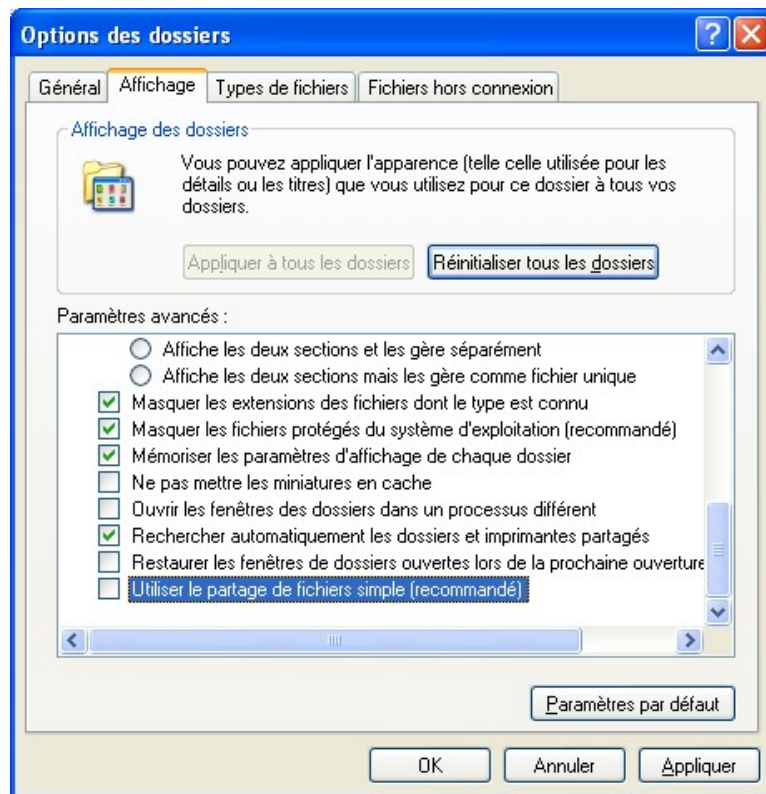 Options des dossiers
Général
Affichage
Types de fichiers
Fichiers hors connexion
Affichage des dossiers
Vous pouvez appliquer l'apparence (telle celle utilisée pour les
détails ou les titres) que vous utilisez pour ce dossier à tous vos
dossiers.
Appliquer à tous les dossiers
Réinitialiser tous les dossiers
Paramètres avancés :
Affiche les deux sections et les gère séparément
Affiche les deux sections mais les gère comme fichier unique
Masquer les extensions des fichiers dont le type est connu
Masquer les fichiers protégés du système d'exploitation (recommandé)
Mémoriser les paramètres d'affichage de chaque dossier
Ne pas mettre les miniatures en cache
Ouvrir les fenêtres des dossiers dans un processus différent
Rechercher automatiquement les dossiers et imprimantes partagés
Restaurer les fenêtres de dossiers ouvertes lors de la prochaine ouverture
Utiliser le partage de fichiers simple (recommandé)
Paramètres par défaut
OK
Annuler
Appliquer